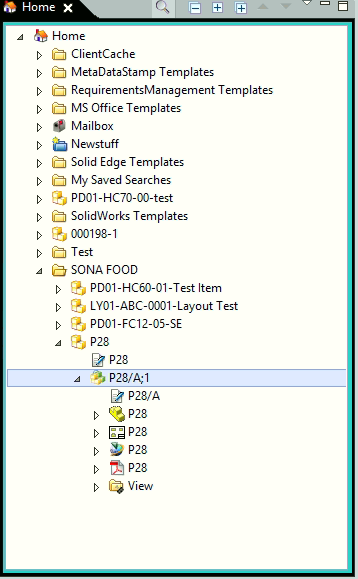 Home
Home
ClientCache
MetaDataStamp Templates
RequirementsManagement Templates
MS Office Templates
Mailbox
Newstuff
Solid Edge Templates
My Saved Searches
PD01-HC70-00-test
SolidWorks Templates
000198-1
Test
SONA FOOD
PD01-HC60-01-Test Item
LY01-ABC-0001-Layout Test
PD01-FC12-05-SE
P28
P28
P28/A;1
P28/A
P28
P28
P28
P28
View